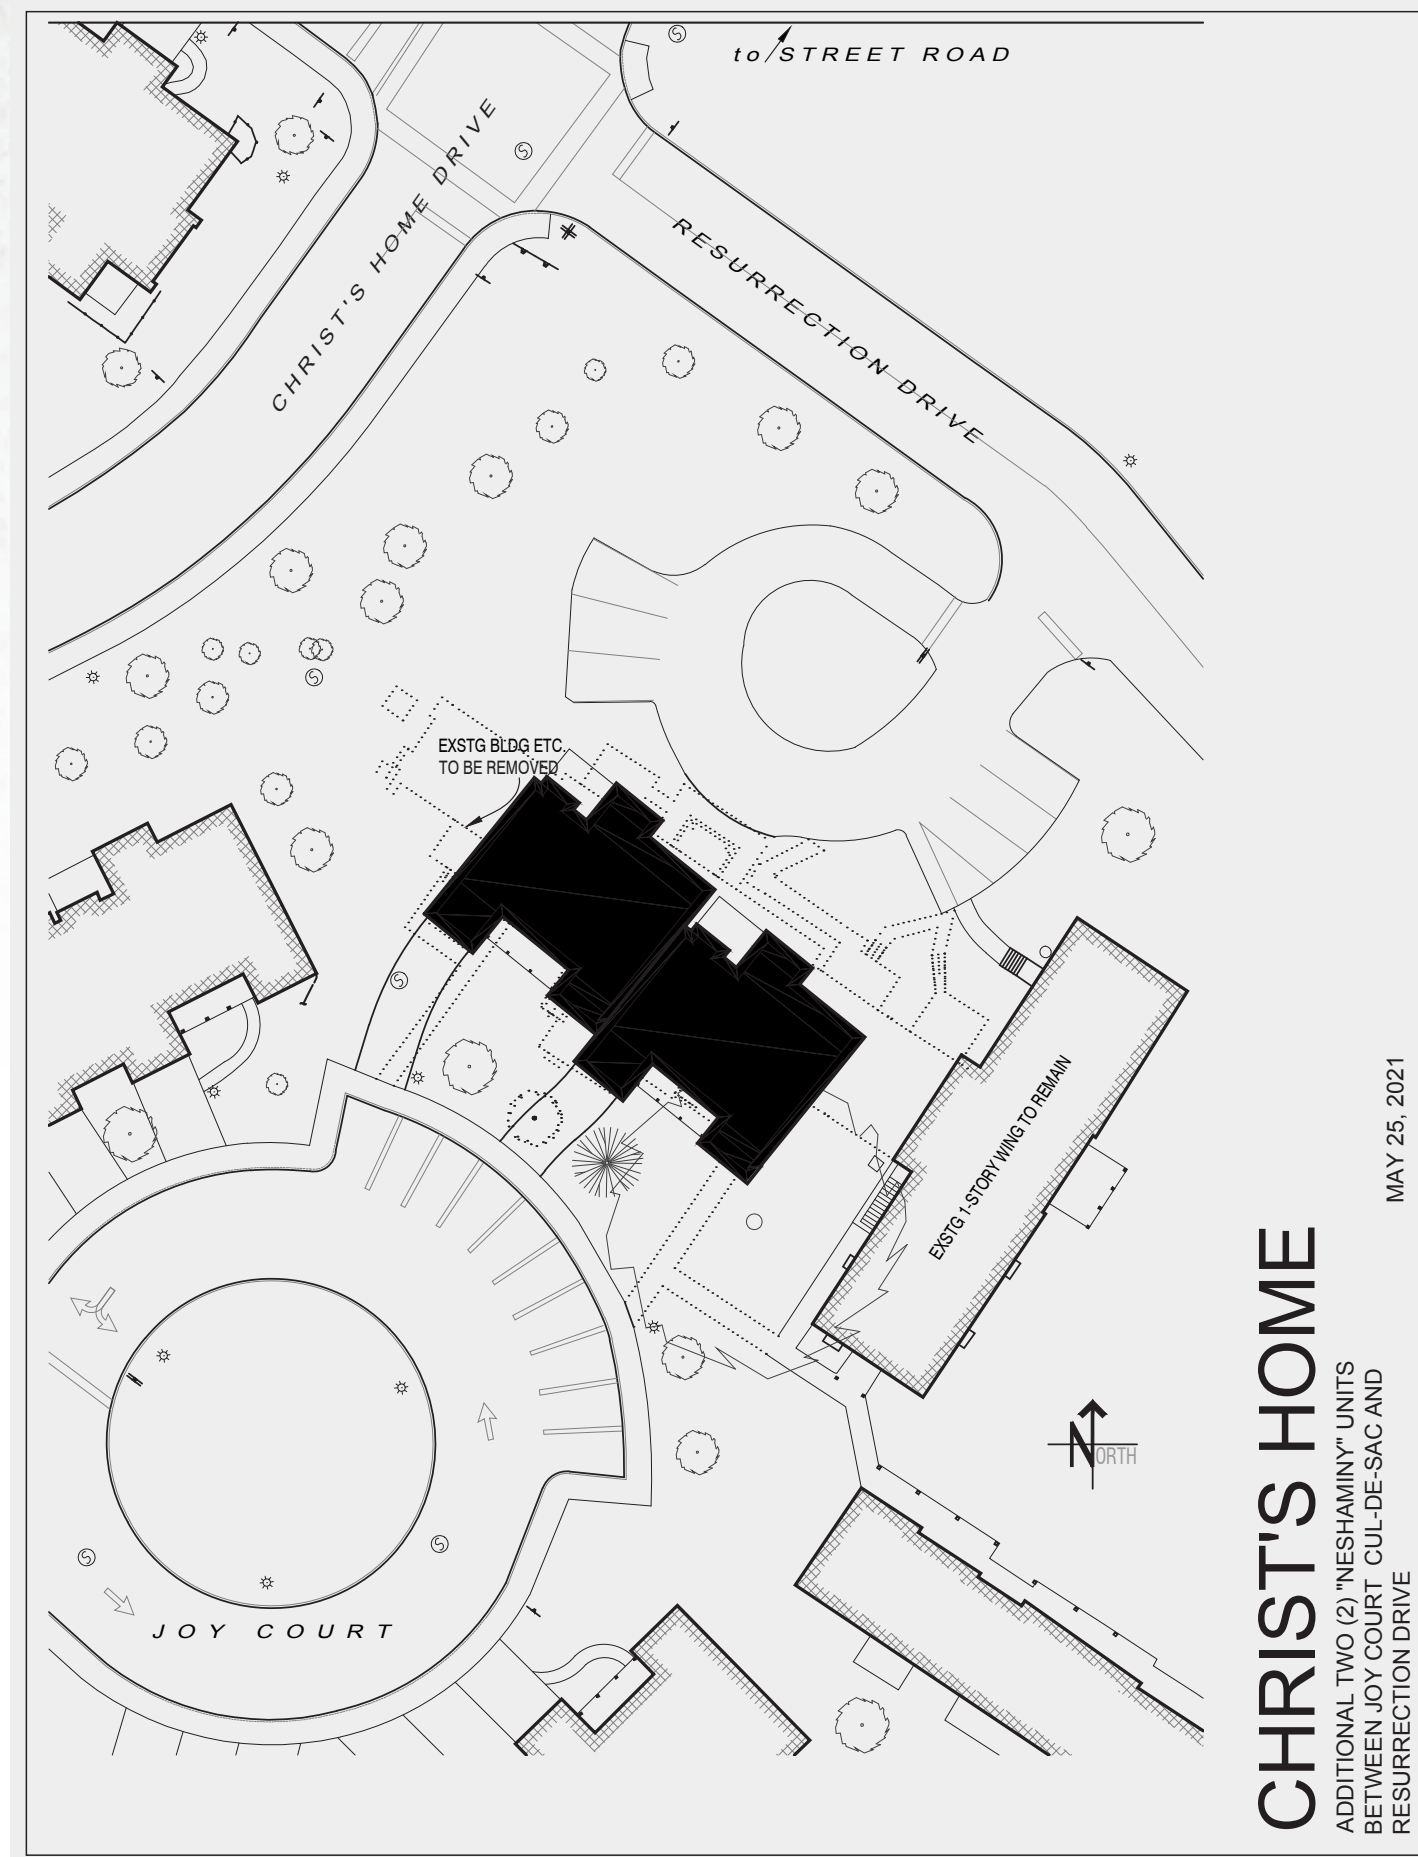 to STREET ROAD
CHRIST'S HOME DRIVE
RESURRECTION DRIVE
EXSTG BLDG ETC.
TO BE REMOVED
EXSTG 1-STORY WING TO REMAIN
JOY COURT
NORTH
S
S
S
S
S
S
CHRIST'S HOME
ADDITIONAL TWO (2) "NESHAMINY" UNITS
BETWEEN JOY COURT CUL-DE-SAC AND
RESURRECTION DRIVE
MAY 25, 2021